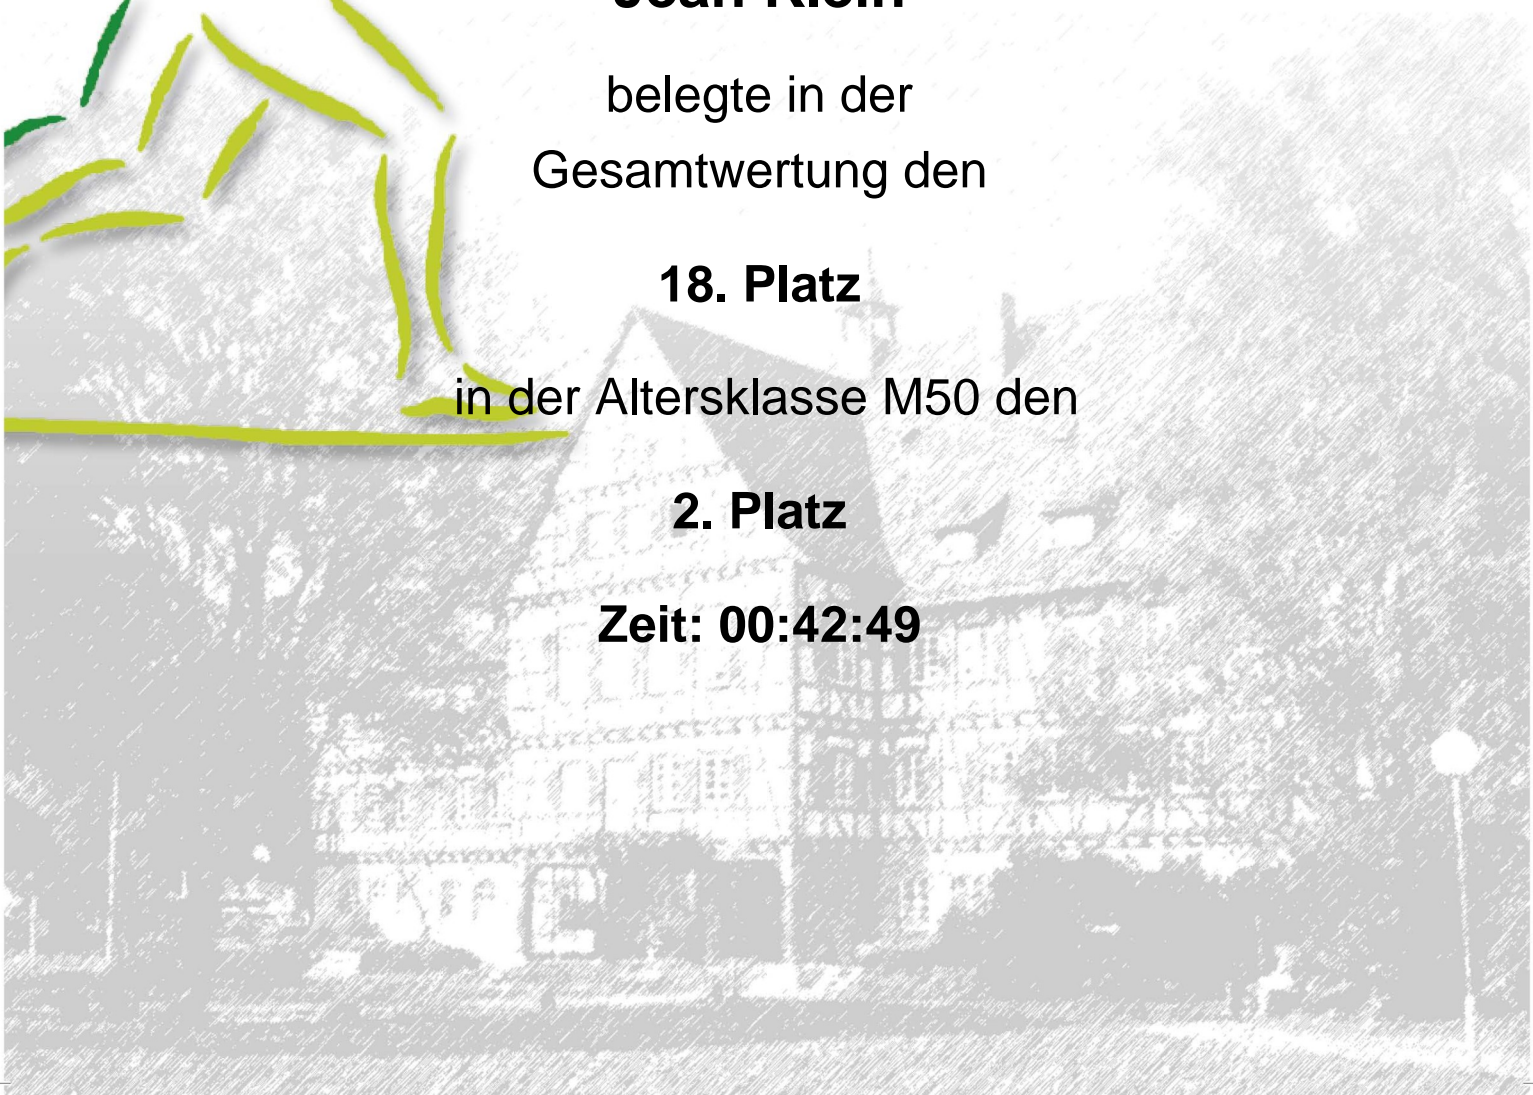 belegte in der
Gesamtwertung den
18. Platz
in der Altersklasse M50 den
2. Platz
Zeit: 00:42:49